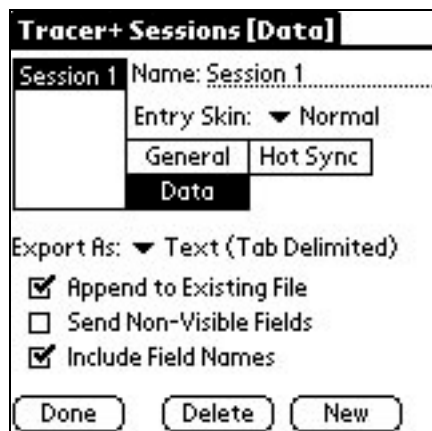 Tracer+ Sessions [Data]
Session 1
Name: Session 1
Entry Skin: Normal
General Hot Sync
Data
Export As: Text (Tab Delimited)
Append to Existing File
Send Non-Visible Fields
Include Field Names
Done Delete New